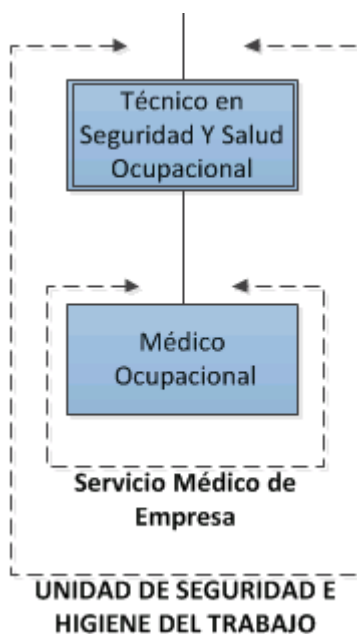 Técnico en
Seguridad Y Salud
Ocupacional
Médico
Ocupacional
Servicio Médico de
Empresa
UNIDAD DE SEGURIDAD E
HIGIENE DEL TRABAJO